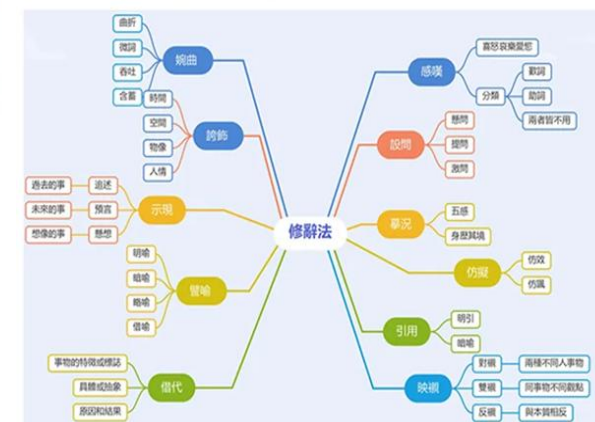 修辭法
婉曲
曲折
微詞
吞吐
含蓄
誇飾
時間
空間
物像
人情
示現
追述
過去的事
預言
未來的事
懸想
想像的事
譬喻
明喻
暗喻
略喻
借喻
借代
事物的特徵或標誌
具體或抽象
原因和結果
感嘆
喜怒哀樂愛惡
分類
歎詞
助詞
兩者皆不用
設問
懸問
提問
激問
摹況
五感
身歷其境
仿擬
仿效
仿諷
引用
明引
暗喻
映襯
對襯
兩種不同人事物
雙襯
同事物不同觀點
反襯
與本質相反